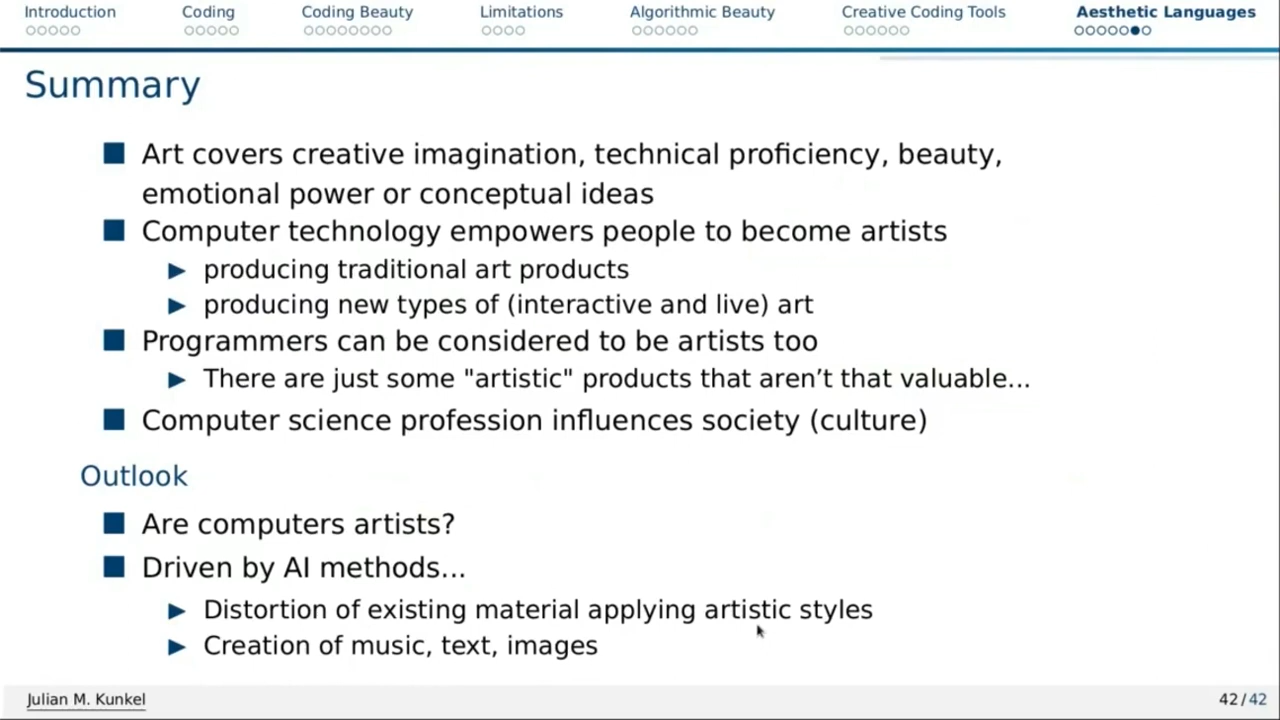 Introduction Coding Coding Beauty Limitations Algorithmic Beauty Creative Coding Tools Aesthetic Languages
Summary
Art covers creative imagination, technical proficiency, beauty,
emotional power or conceptual ideas
Computer technology empowers people to become artists
producing traditional art products
producing new types of (interactive and live) art
Programmers can be considered to be artists too
There are just some "artistic" products that aren’t that valuable...
Computer science profession influences society (culture)
Outlook
Are computers artists?
Driven by AI methods...
Distortion of existing material applying artistic styles
Creation of music, text, images
Julian M. Kunkel 42/42